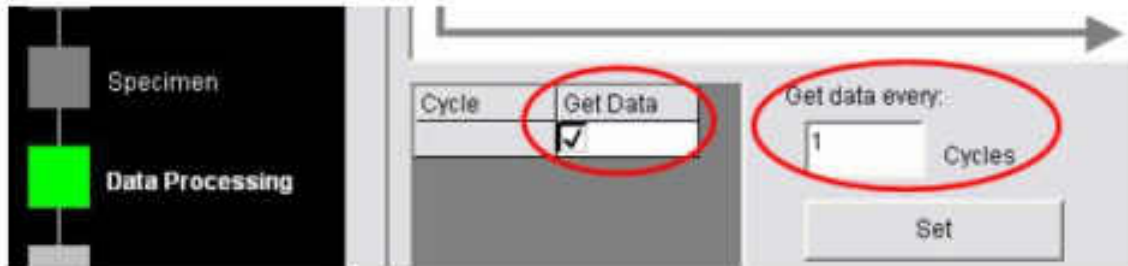 Specimen
Data Processing
Cycle Get Data
Get data every:
1 Cycles
Set